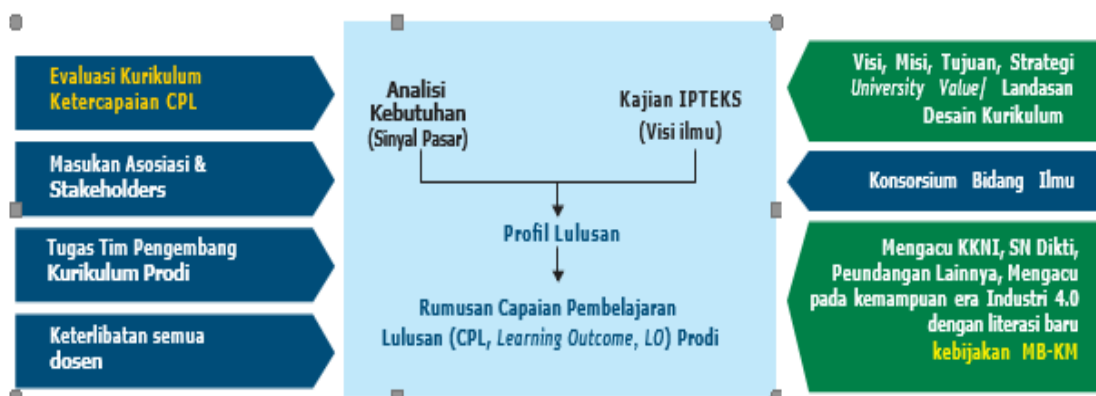 Evaluasi Kurikulum
Ketercapaian CPL
Masukan Asosiasi &
Stakeholders
Tugas Tim Pengembang
Kurikulum Prodi
Keterlibatan semua
dosen
Analisi
Kebutuhan
(Sinyal Pasar)
Kajian IPTEKS
(Visi ilmu)
Profil Lulusan
Rumusan Capaian Pembelajaran
Lulusan (CPL, Learning Outcome, LO) Prodi
Visi, Misi, Tujuan, Strategi
University Value/ Landasan
Desain Kurikulum
Konsorsium Bidang Ilmu
Mengacu KKNI, SN Dikti,
Peundangan Lainnya, Mengacu
pada kemampuan era Industri 4.0
dengan literasi baru
kebijakan MB-KM